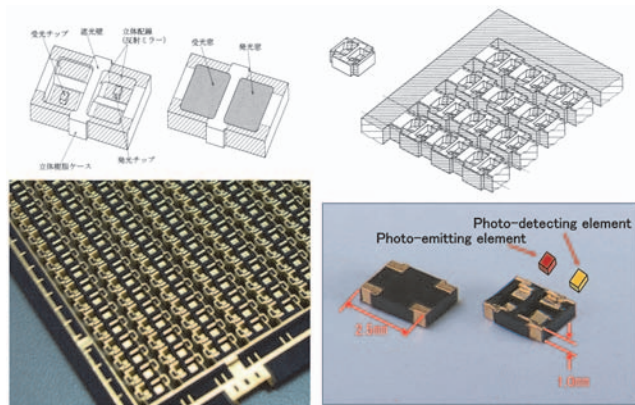 受光チップ
遮光壁
立体配線
(反射ミラー)
立体樹脂ケース
発光チップ
受光窓
発光窓
Photo-detecting element
Photo-emitting element